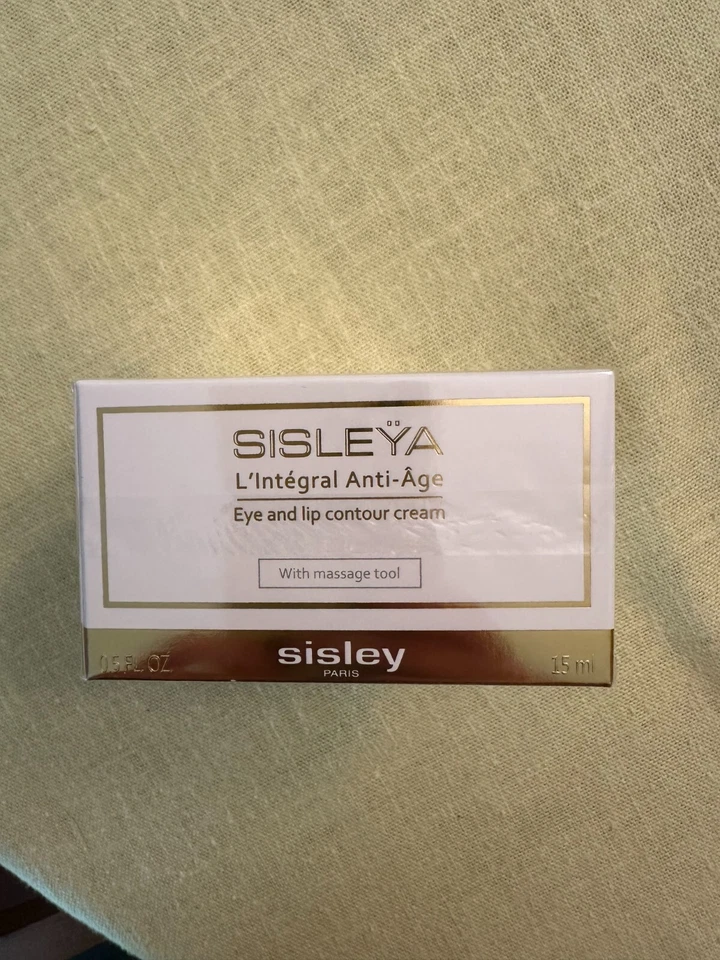 SISLEŸA
L'Intégral Anti-Âge
Eye and lip contour cream
With massage tool
0.5 FL. OZ
sisley
PARIS
15 ml